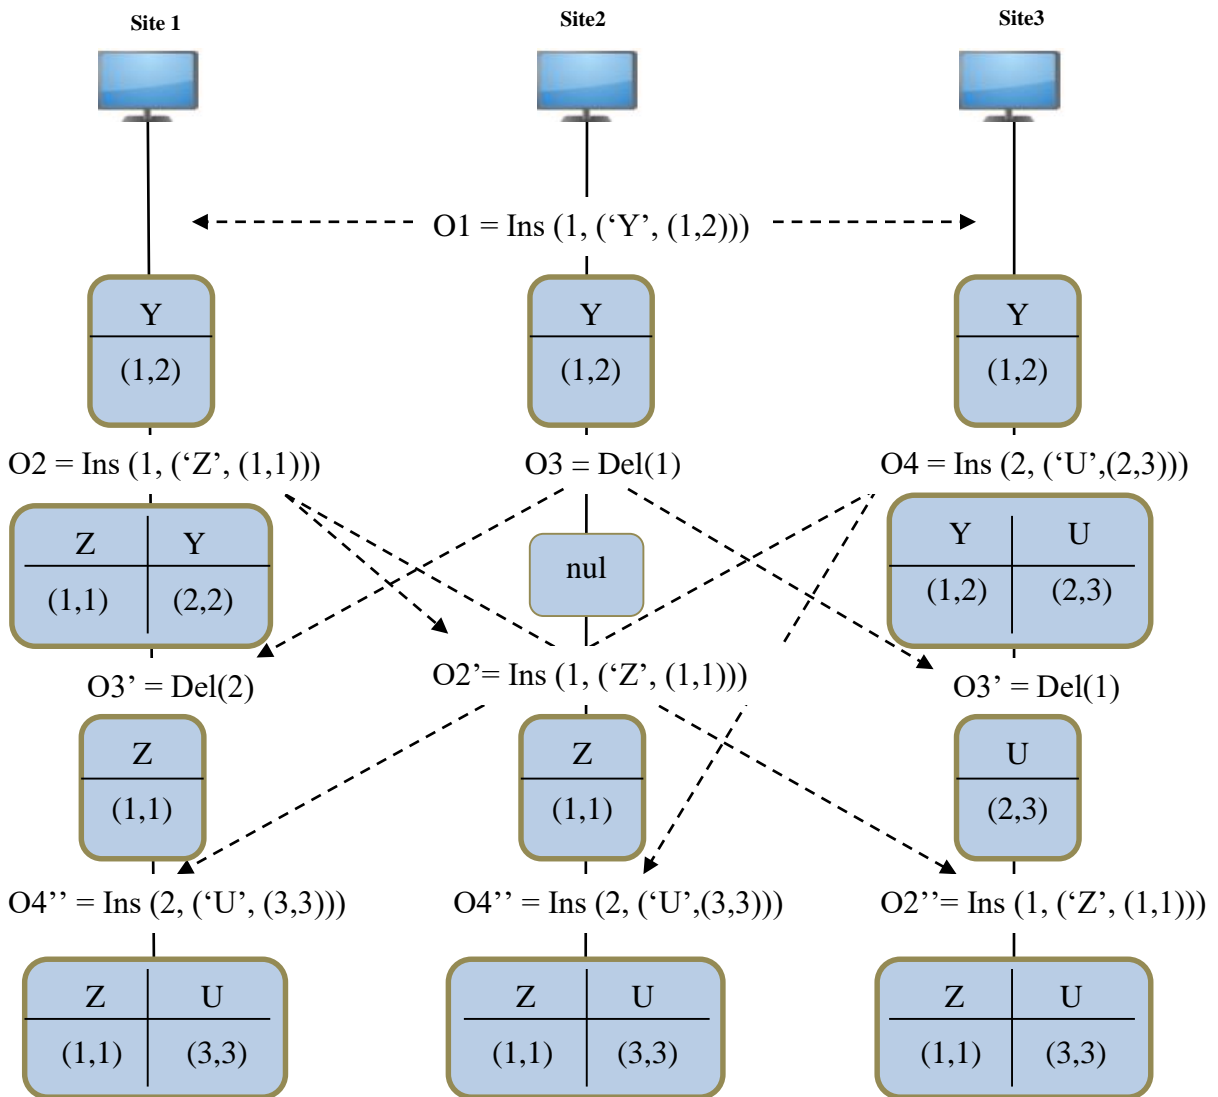 Site 1
Site2
Site3
O1 = Ins (1, (‘Y’, (1,2)))
Y
(1,2)
Y
(1,2)
Y
(1,2)
O2 = Ins (1, (‘Z’, (1,1)))
O3 = Del(1)
O4 = Ins (2, (‘U’,(2,3)))
Z Y
(1,1) (2,2)
nul
Y U
(1,2) (2,3)
O3’ = Del(2)
O2’= Ins (1, (‘Z’, (1,1)))
O3’ = Del(1)
Z
(1,1)
Z
(1,1)
U
(2,3)
O4’’ = Ins (2, (‘U’, (3,3)))
O4’’ = Ins (2, (‘U’,(3,3)))
O2’’= Ins (1, (‘Z’, (1,1)))
Z U
(1,1) (3,3)
Z U
(1,1) (3,3)
Z U
(1,1) (3,3)